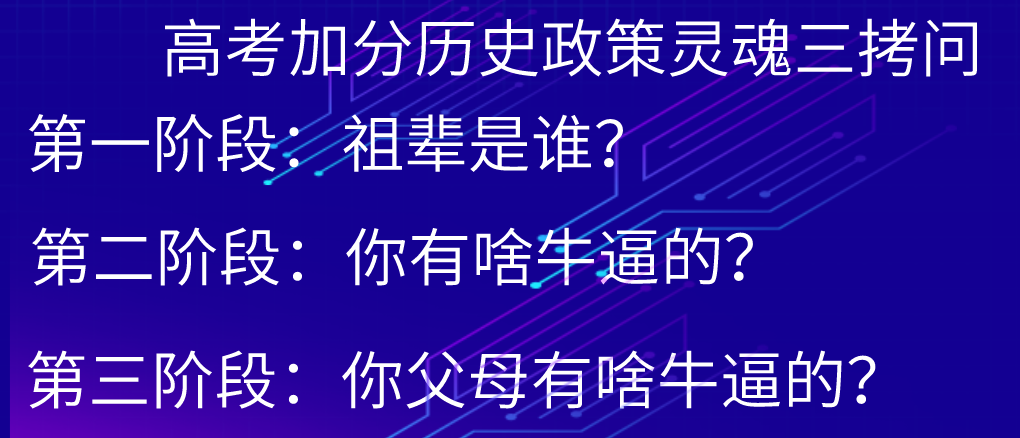 高考加分历史政策灵魂三拷问
第一阶段：祖辈是谁？
第二阶段：你有啥牛逼的？
第三阶段：你父母有啥牛逼的？